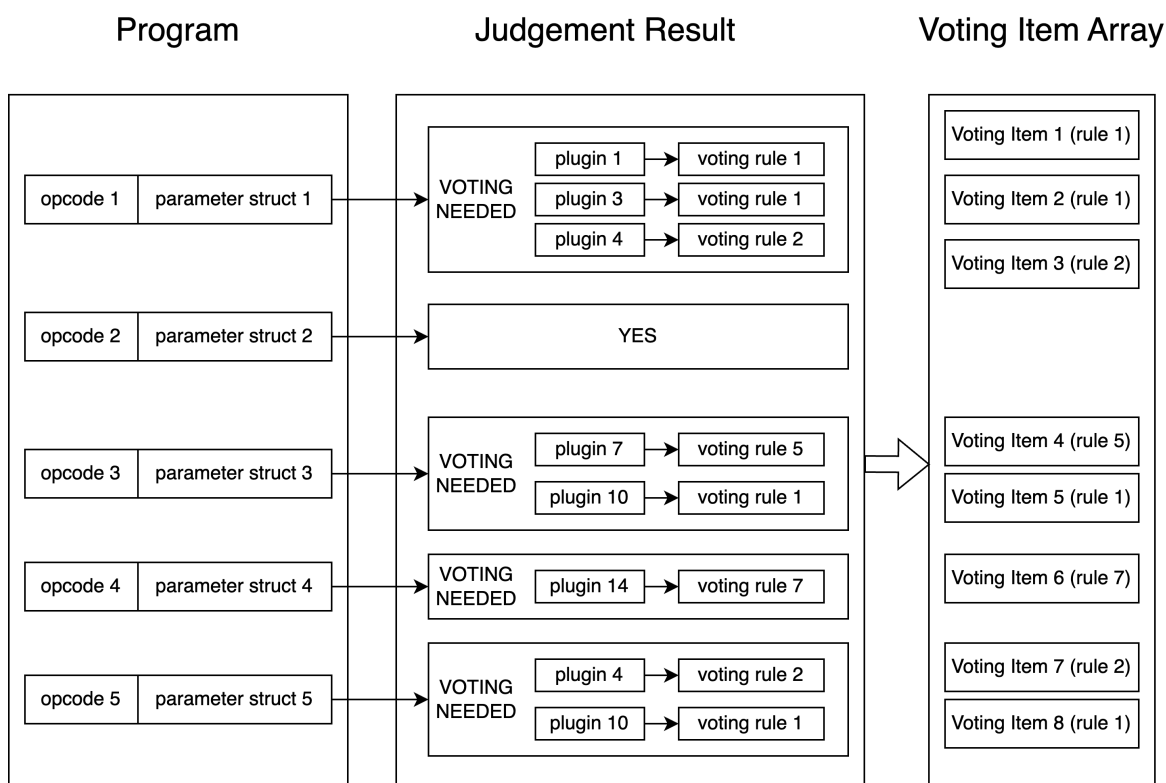 Program
Judgement Result
Voting Item Array
opcode 1
parameter struct 1
VOTING
NEEDED
plugin 1
voting rule 1
plugin 3
voting rule 1
plugin 4
voting rule 2
Voting Item 1 (rule 1)
Voting Item 2 (rule 1)
Voting Item 3 (rule 2)
opcode 2
parameter struct 2
YES
opcode 3
parameter struct 3
VOTING
NEEDED
plugin 7
voting rule 5
plugin 10
voting rule 1
Voting Item 4 (rule 5)
Voting Item 5 (rule 1)
opcode 4
parameter struct 4
VOTING
NEEDED
plugin 14
voting rule 7
Voting Item 6 (rule 7)
opcode 5
parameter struct 5
VOTING
NEEDED
plugin 4
voting rule 2
plugin 10
voting rule 1
Voting Item 7 (rule 2)
Voting Item 8 (rule 1)